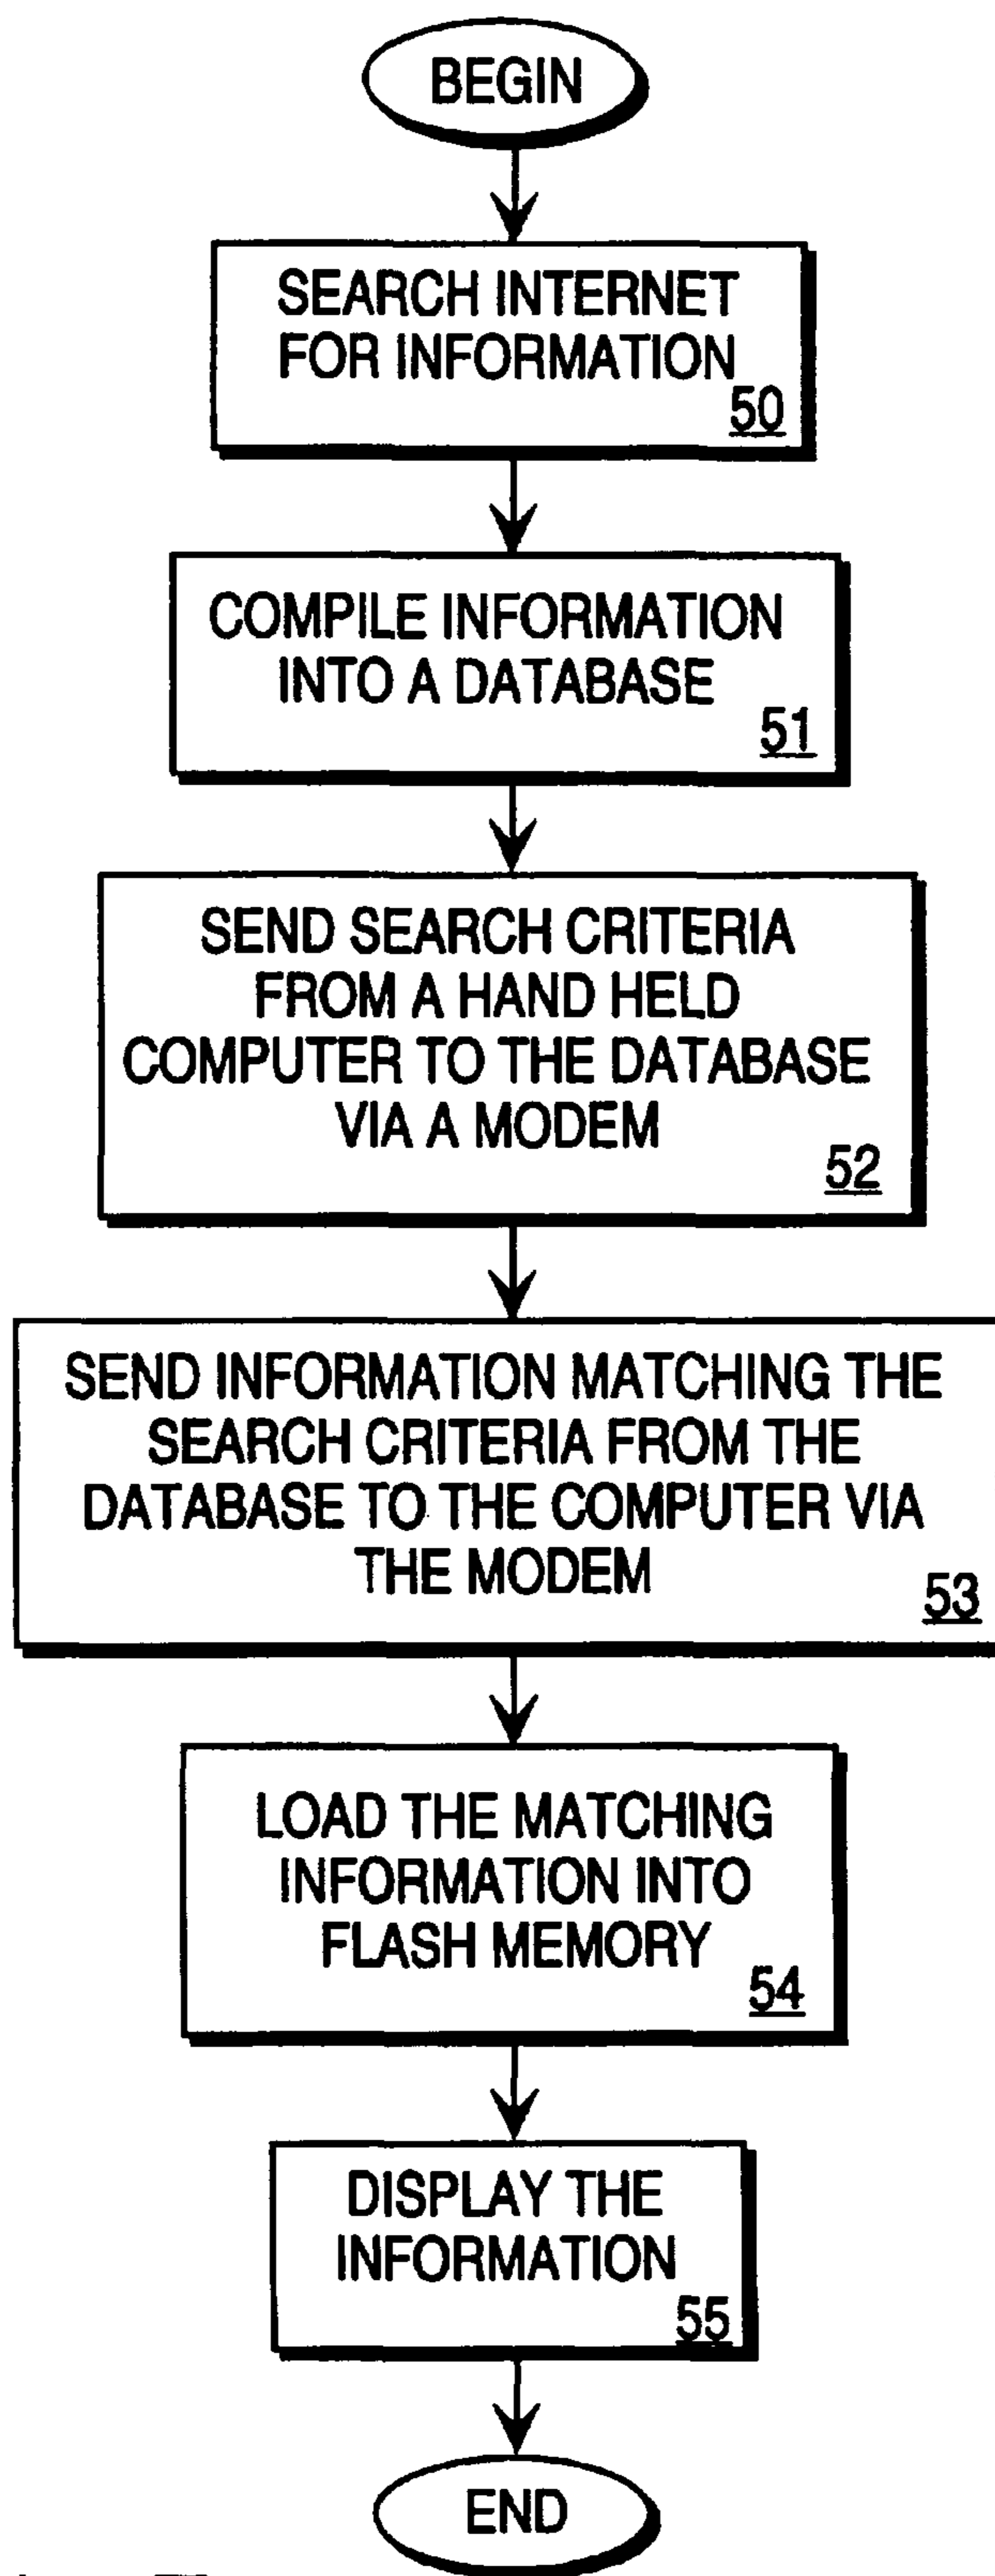 BEGIN
SEARCH INTERNET
FOR INFORMATION
50
COMPILE INFORMATION
INTO A DATABASE
51
SEND SEARCH CRITERIA
FROM A HAND HELD
COMPUTER TO THE DATABASE
VIA A MODEM
52
SEND INFORMATION MATCHING THE
SEARCH CRITERIA FROM THE
DATABASE TO THE COMPUTER VIA
THE MODEM
53
LOAD THE MATCHING
INFORMATION INTO
FLASH MEMORY
54
DISPLAY THE
INFORMATION
55
END